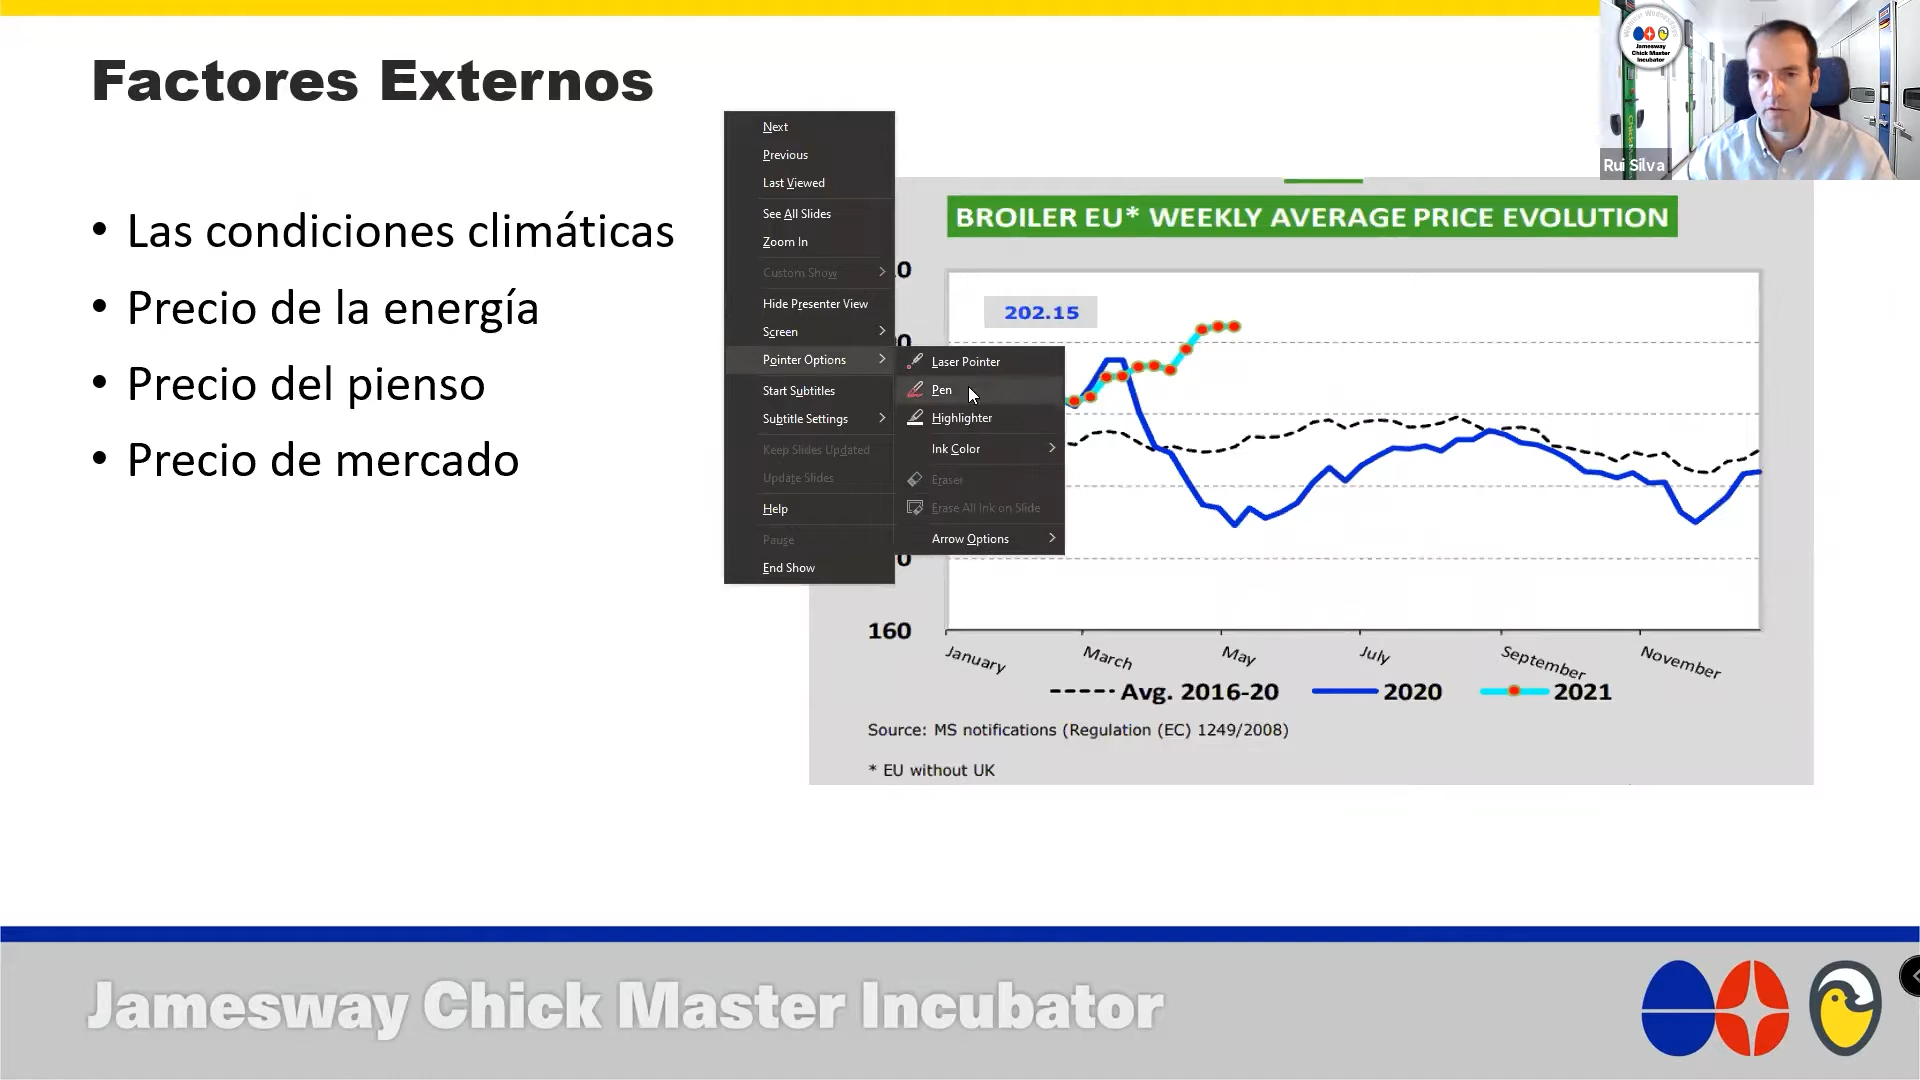 Factores Externos
• Las condiciones climáticas
• Precio de la energía
• Precio del pienso
• Precio de mercado
Next
Previous
Last Viewed
See All Slides
Zoom In
Custom Show
Hide Presenter View
Screen
Pointer Options
Start Subtitles
Subtitle Settings
Keep Slides Updated
Update Slides
Help
Pause
End Show
Laser Pointer
Pen
Highlighter
Ink Color
Eraser
Erase All Ink on Slide
Arrow Options
BROILER EU* WEEKLY AVERAGE PRICE EVOLUTION
202.15
160
January March May July September November
Avg. 2016-20 2020 2021
Source: MS notifications (Regulation (EC) 1249/2008)
* EU without UK
Jamesway
Chick Master
Incubator
Rui Silva
Jamesway Chick Master Incubator